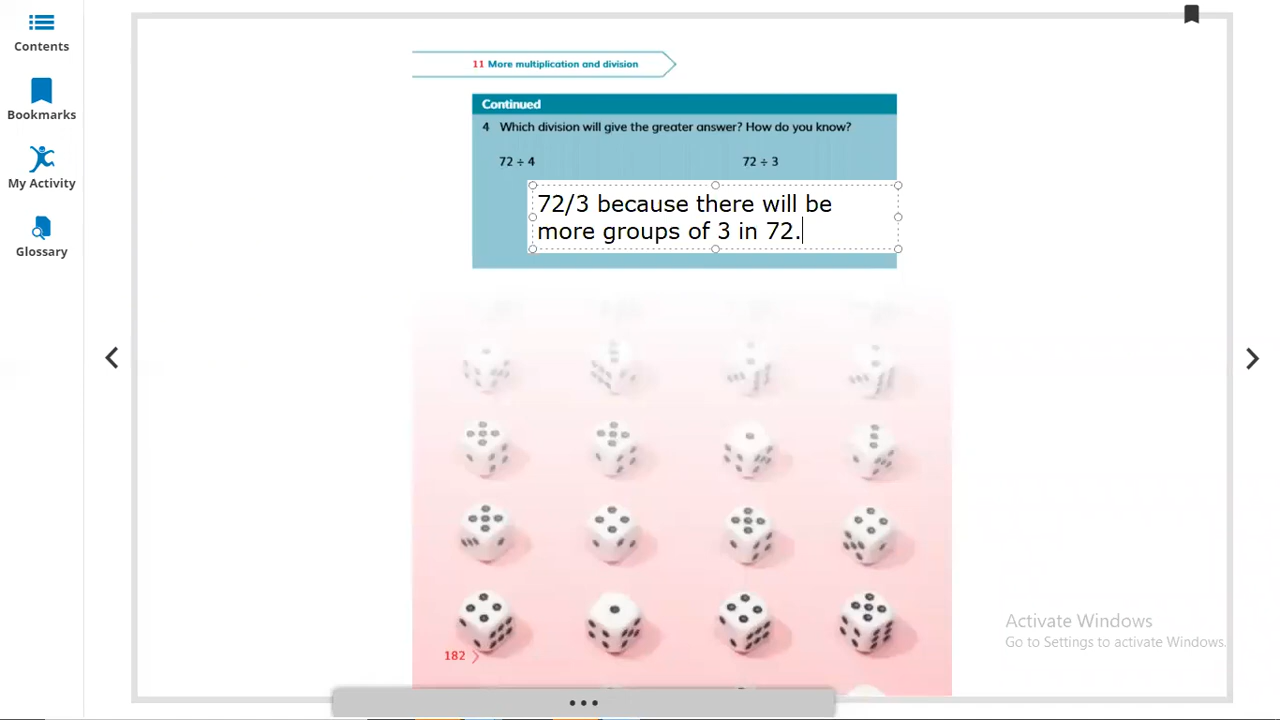 Contents
Bookmarks
My Activity
Glossary
11 More multiplication and division
Continued
4 Which division will give the greater answer? How do you know?
72 ÷ 4 72 ÷ 3
72/3 because there will be
more groups of 3 in 72.
182
Activate Windows
Go to Settings to activate Windows.